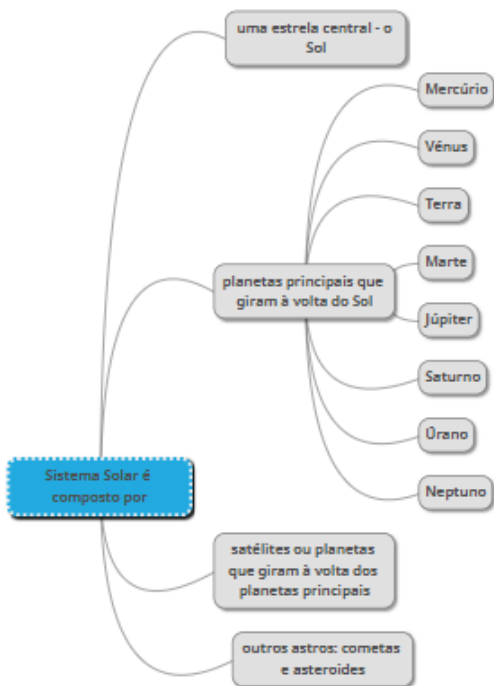 uma estrela central - o
Sol
Mercúrio
Vénus
Terra
planetas principais que
giram à volta do Sol
Marte
Júpiter
Saturno
Úrano
Sistema Solar é
composto por
Neptuno
satélites ou planetas
que giram à volta dos
planetas principais
outros astros: cometas
e asteroides